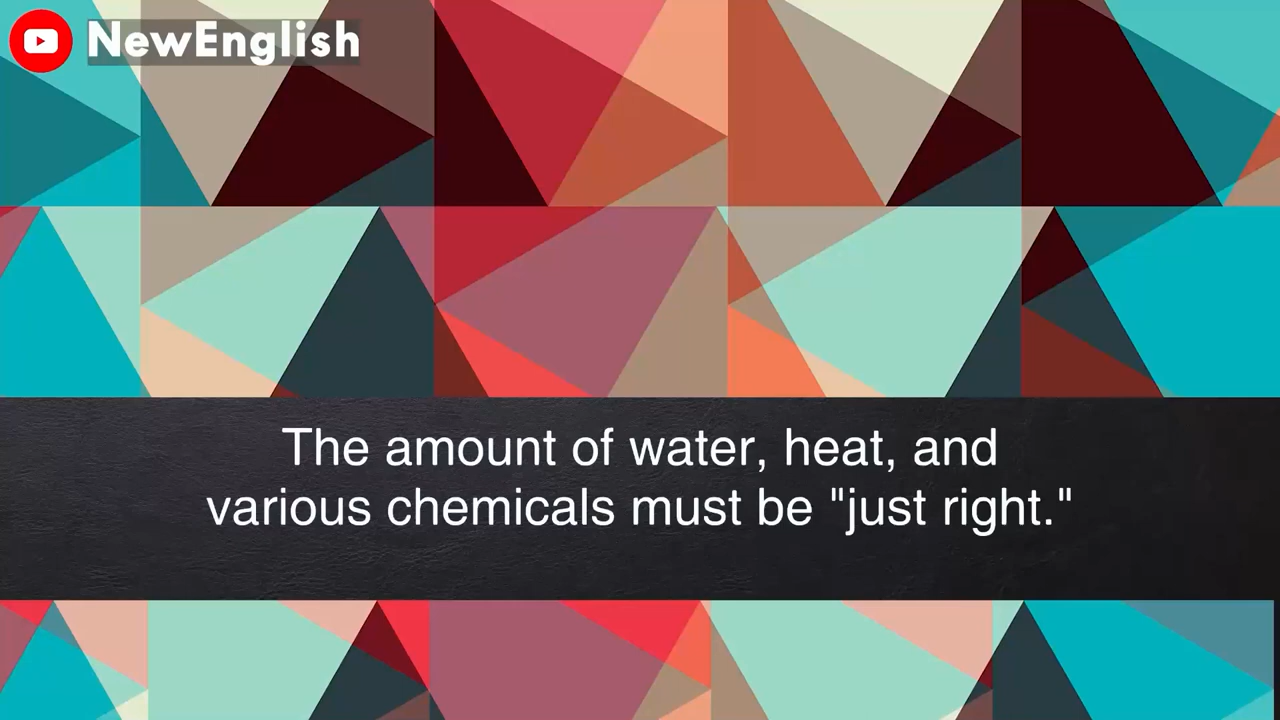 NewEnglish
The amount of water, heat, and
various chemicals must be "just right."